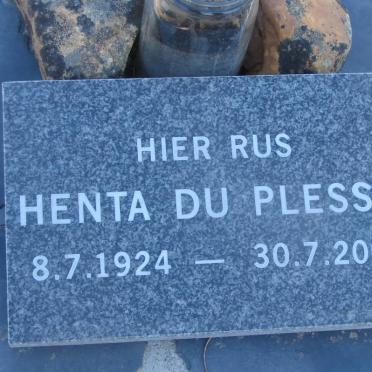 HIER RUS
HENTA DU PLESS
8.7.1924 — 30.7.20